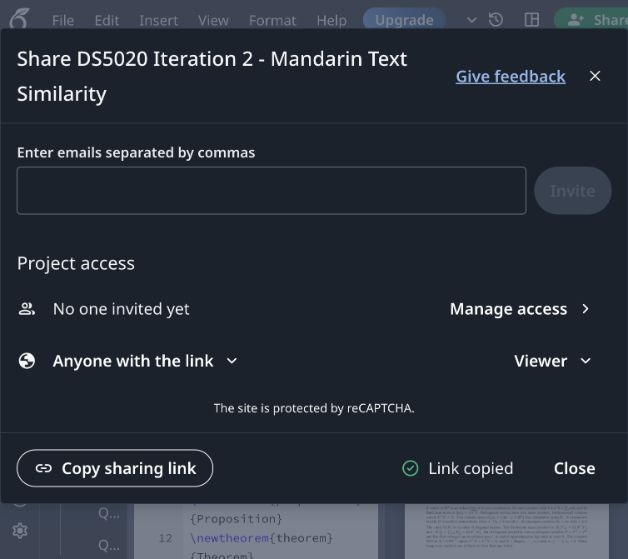 File Edit Insert View Format Help Upgrade Share
Share DS5020 Iteration 2 - Mandarin Text
Similarity
Give feedback
Enter emails separated by commas
Invite
Project access
No one invited yet Manage access
Anyone with the link Viewer
The site is protected by reCAPTCHA.
Copy sharing link Link copied Close
Q...
{Proposition}
12 \newtheorem{theorem}
Q...
{Theorem}